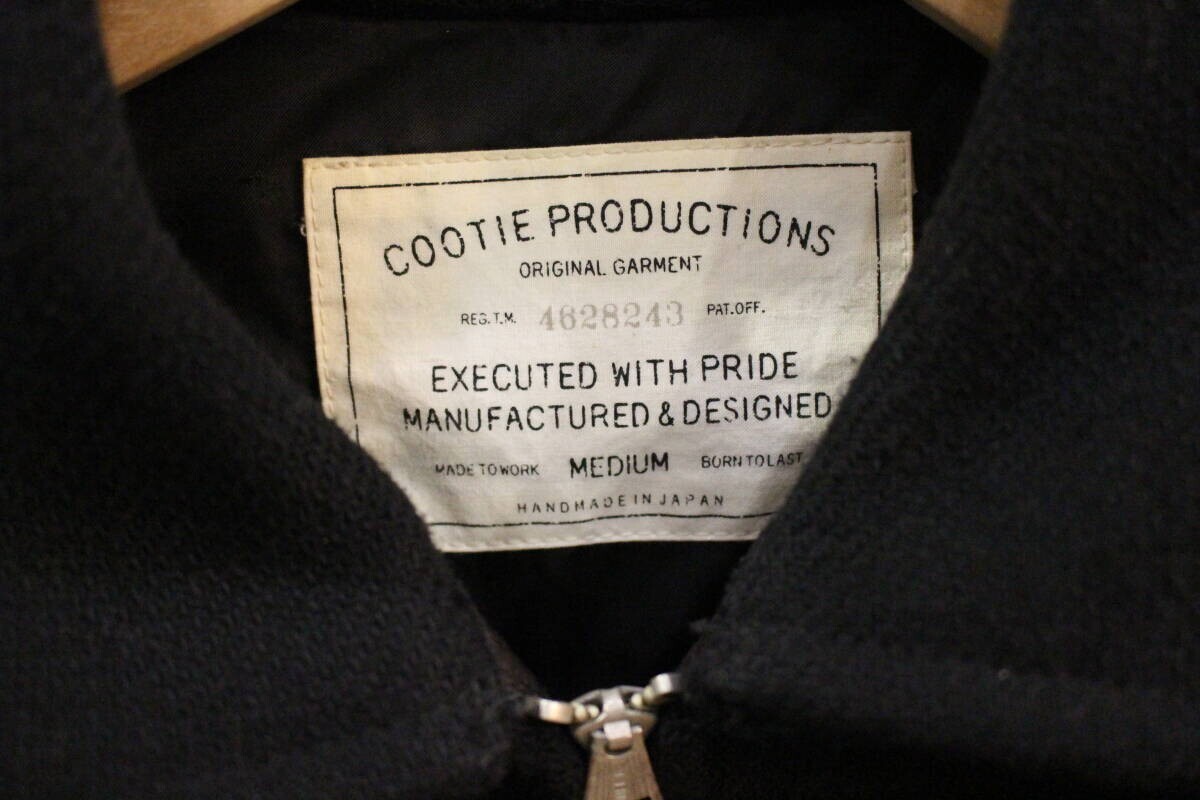 COOTIE PRODUCTIONS
ORIGINAL GARMENT
REG.T.M. 4628243 PAT.OFF.
EXECUTED WITH PRIDE
MANUFACTURED & DESIGNED
MADE TO WORK MEDIUM BORN TO LAST
HANDMADE IN JAPAN